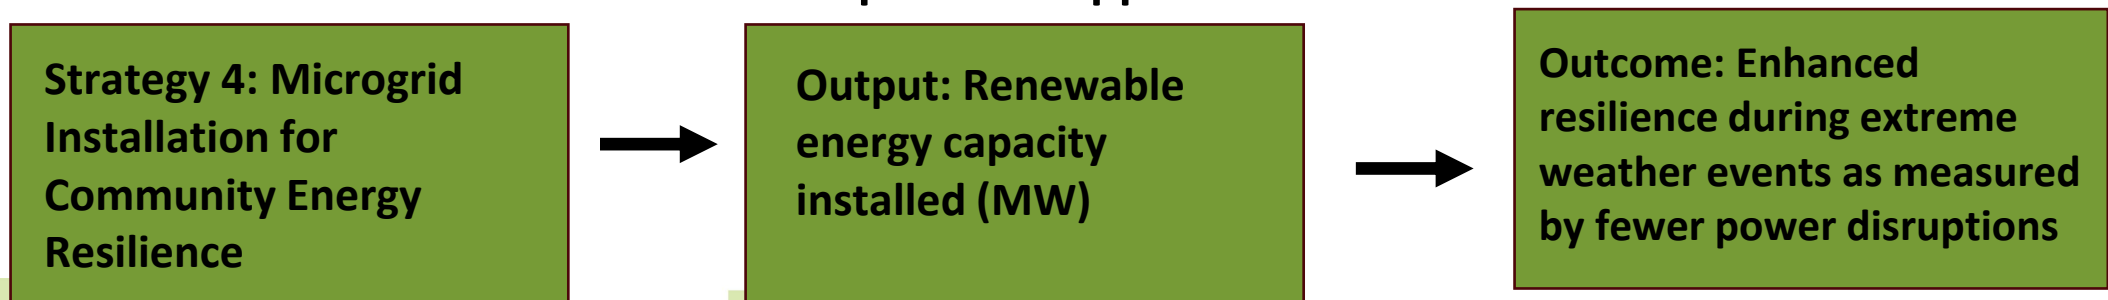 Strategy 4: Microgrid
Installation for
Community Energy
Resilience
Output: Renewable
energy capacity
installed (MW)
Outcome: Enhanced
resilience during extreme
weather events as measured
by fewer power disruptions